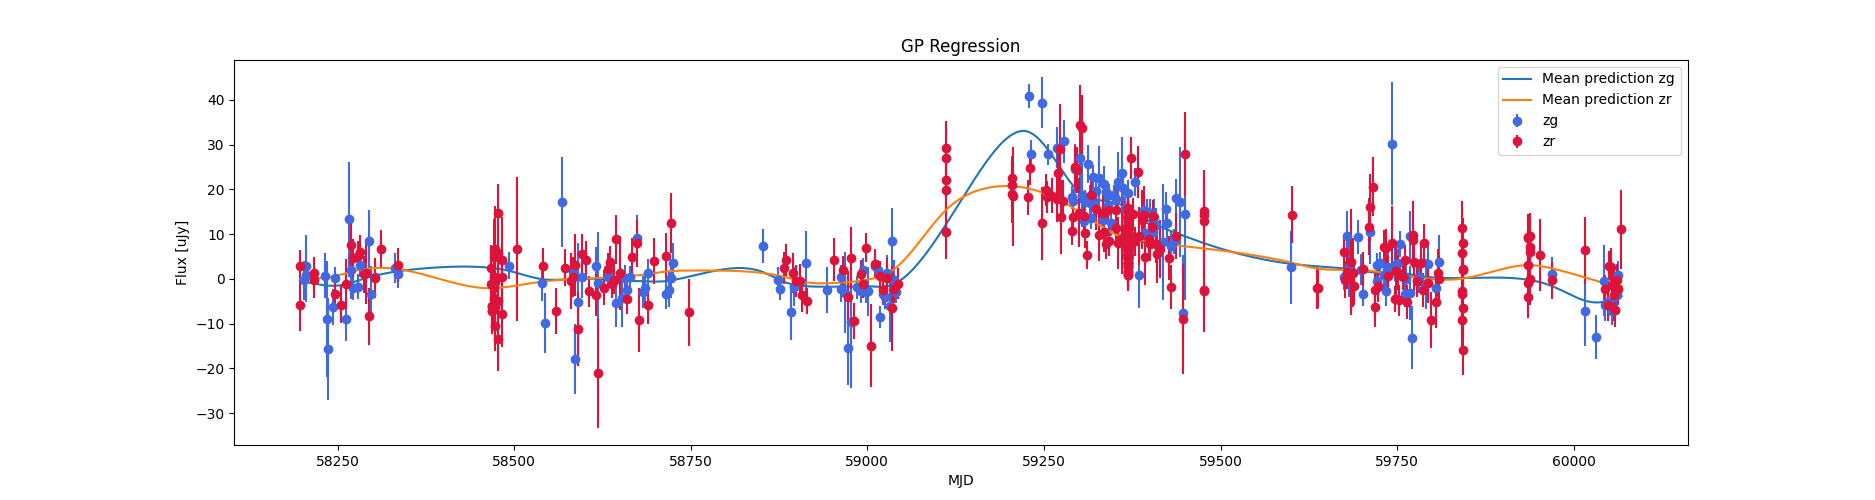 GP Regression
Flux [uJy]
40
30
20
10
0
−10
−20
−30
58250
58500
58750
59000
59250
59500
59750
60000
MJD
Mean prediction zg
Mean prediction zr
zg
zr